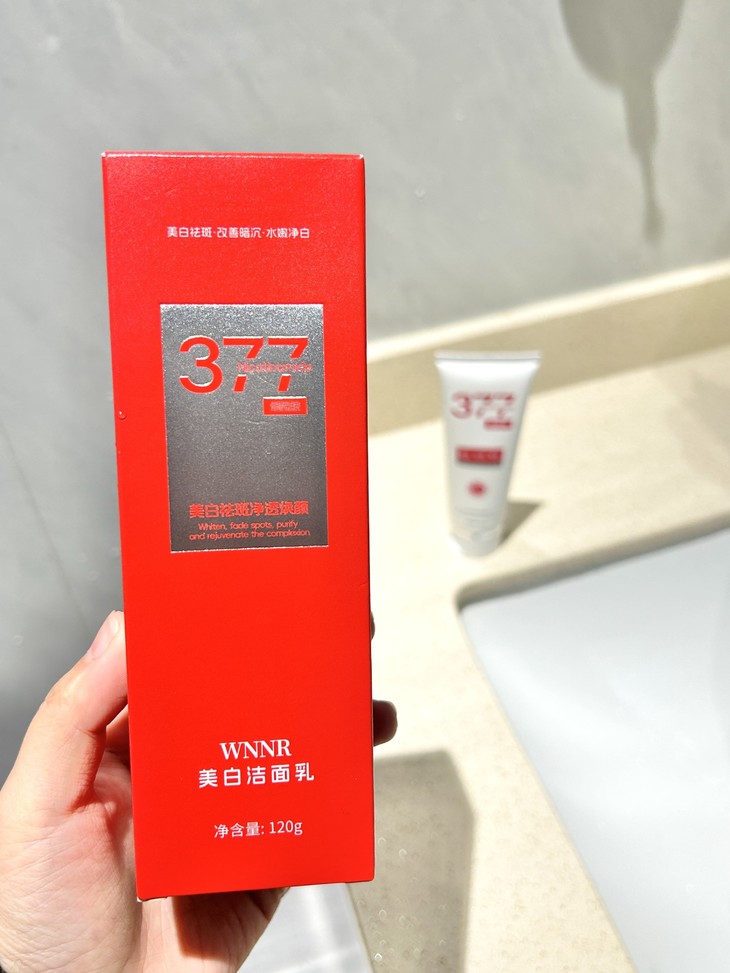 美白祛斑·改善暗沉·水嫩净白
377
美白祛斑净透焕颜
Whiten, fade spots, purify
and rejuvenate the complexion
WNNR
美白洁面乳
净含量: 120g
377